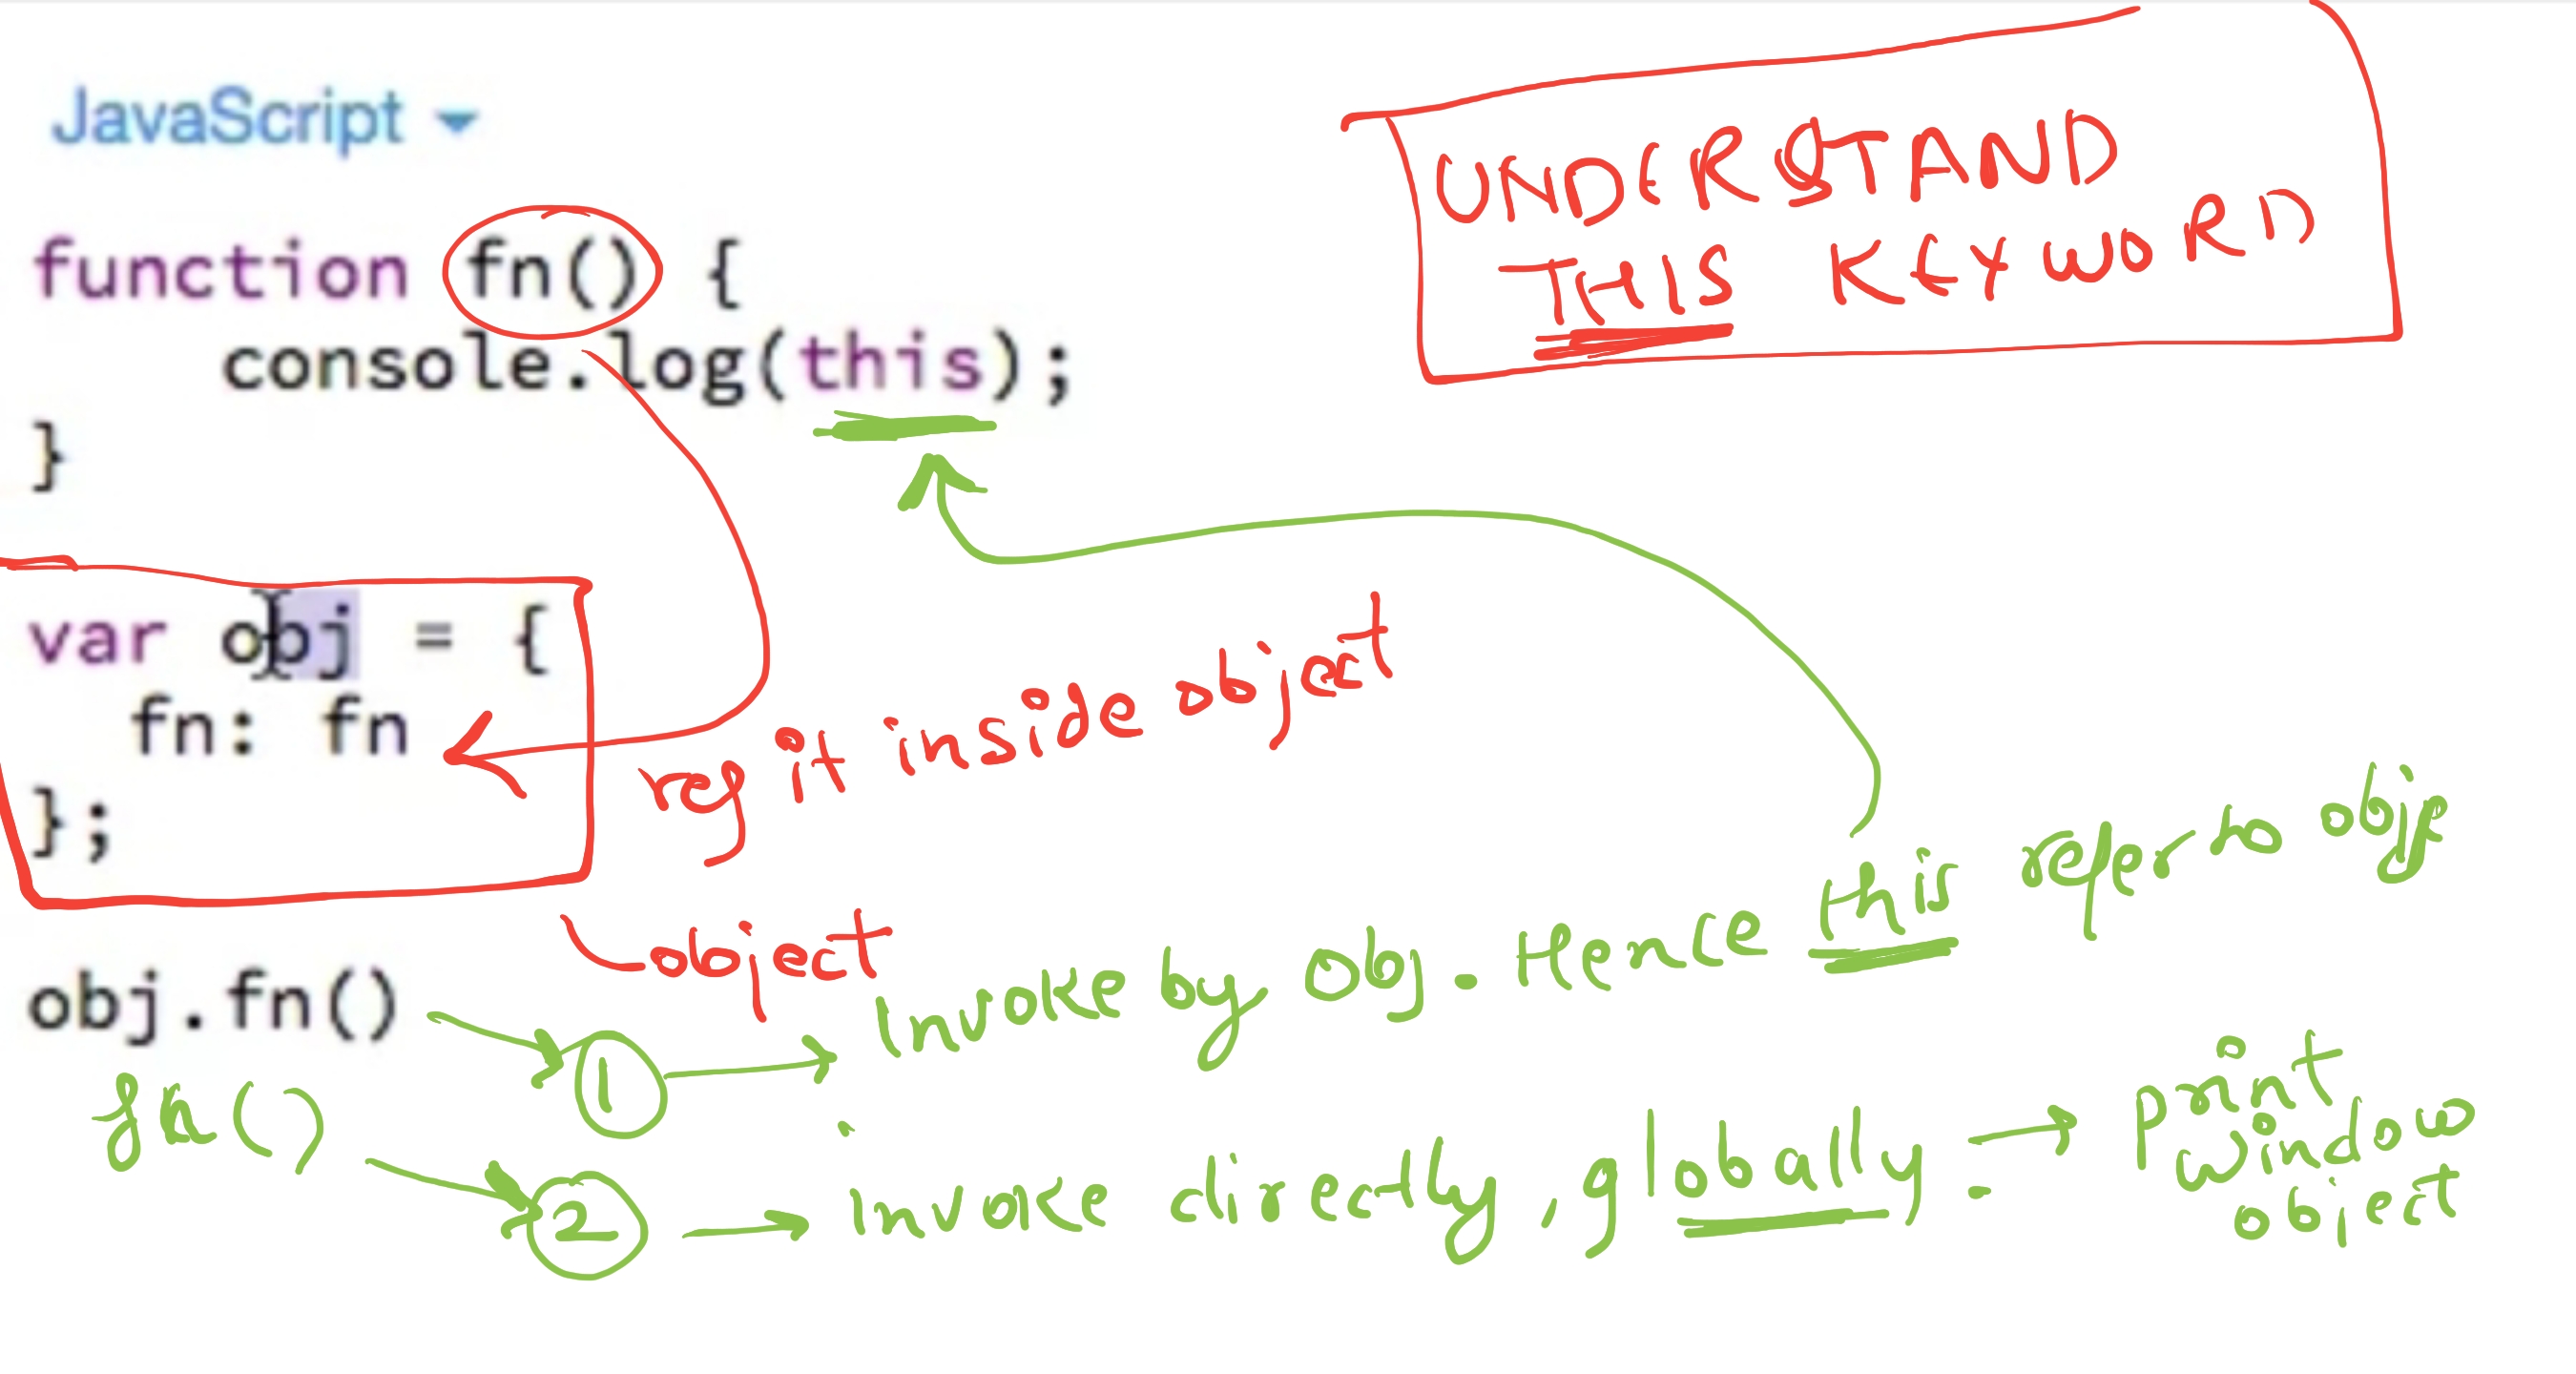 JavaScript
UNDERSTAND
THIS KEYWORD
function fn() {
console.log(this);
}
var obj = {
fn: fn
};
ref it inside object
object
obj.fn()
Invoke by Obj. Hence this refer to obj
fn()
1
2
invoke directly, globally. → print
window
object